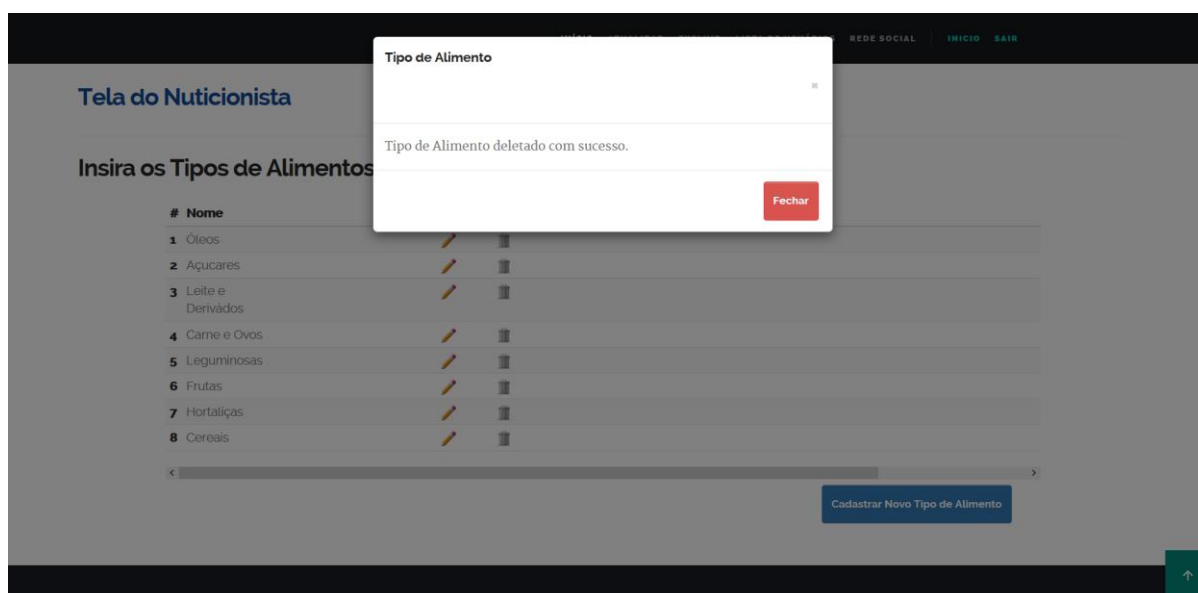 REDE SOCIAL INICIO SAIR
Tipo de Alimento
×
Tela do Nuticionista
Tipo de Alimento deletado com sucesso.
Fechar
Insira os Tipos de Alimentos
# Nome
1 Óleos
2 Açucares
3 Leite e
Derivádos
4 Carne e Ovos
5 Leguminosas
6 Frutas
7 Hortaliças
8 Cereais
Cadastrar Novo Tipo de Alimento